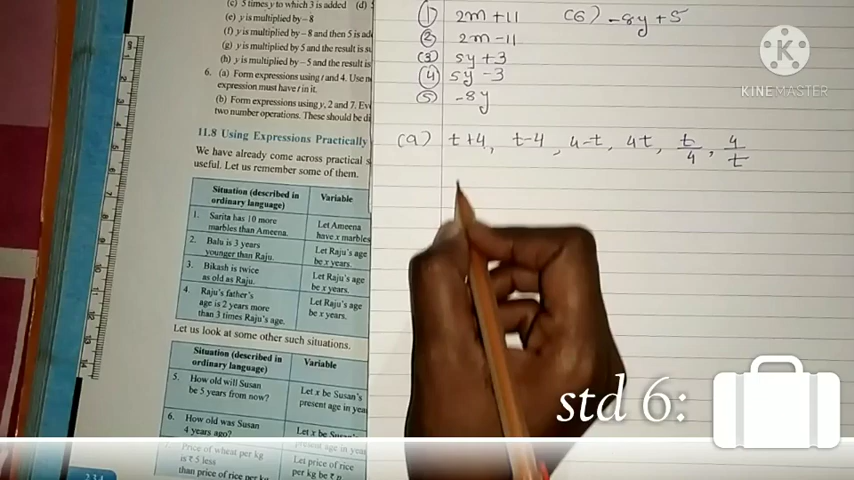 (c) 5 times y to which 3 is added (d) 5
(e) y is multiplied by – 8
(f) y is multiplied by – 8 and then 5 is ad
(g) y is multiplied by 5 and the result is su
(h) y is multiplied by – 5 and the result is
6. (a) Form expressions using t and 4. Use n
expression must have t in it.
(b) Form expressions using y, 2 and 7. Ev
two number operations. These should be di
11.8 Using Expressions Practically
We have already come across practical s
useful. Let us remember some of them.
Situation (described in ordinary language) Variable
1. Sarita has 10 more marbles than Ameena. Let Ameena have x marbles
2. Balu is 3 years younger than Raju. Let Raju's age be x years.
3. Bikash is twice as old as Raju. Let Raju's age be x years.
4. Raju's father's age is 2 years more than 3 times Raju's age. Let Raju's age be x years.
Let us look at some other such situations.
Situation (described in ordinary language) Variable
5. How old will Susan be 5 years from now? Let x be Susan's present age in yea
6. How old was Susan 4 years ago? Let x be Susan's present age in years
Price of wheat per kg is ₹ 5 less than price of rice per kg Let price of rice per kg be ₹
234
(1) 2m + 11 (6) -8y + 5
(2) 2m - 11
(3) 5y + 3
(4) 5y - 3
(5) -8y
(a) t + 4, t - 4, 4 - t, 4t, t/4, 4/t
KINEMASTER
std 6: